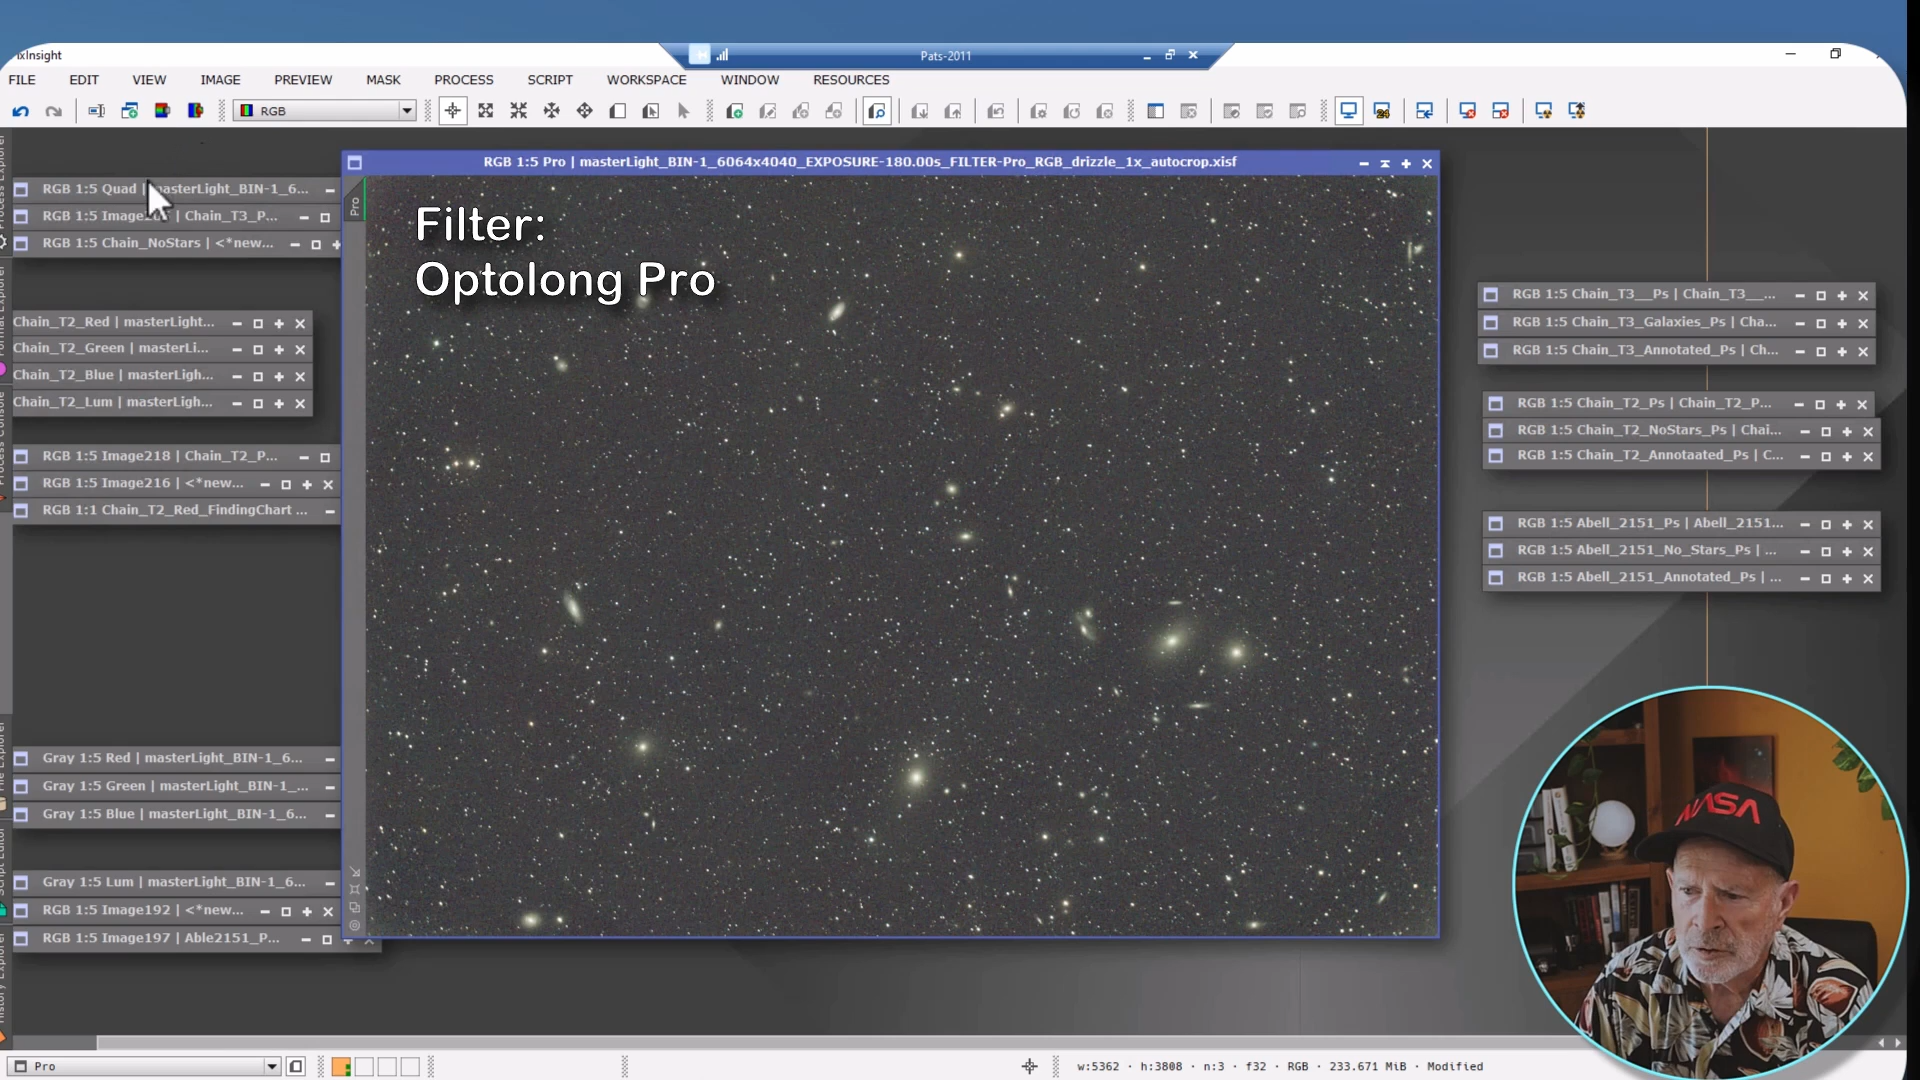 Pats-2011
FILE EDIT VIEW IMAGE PREVIEW MASK PROCESS SCRIPT WORKSPACE WINDOW RESOURCES
RGB
RGB 1:5 Pro | masterLight_BIN-1_6064x4040_EXPOSURE-180.00s_FILTER-Pro_RGB_drizzle_1x_autocrop.xisf
Pro
Filter:
Optolong Pro
RGB 1:5 Quad | masterLight_BIN-1_6...
RGB 1:5 | Chain_T3_P...
RGB 1:5 Chain_NoStars | <*new...
Chain_T2_Red | masterLight...
Chain_T2_Green | masterLi...
Chain_T2_Blue | masterLigh...
Chain_T2_Lum | masterLigh...
RGB 1:5 Image218 | Chain_T2_P...
RGB 1:5 Image216 | <*new...
RGB 1:1 Chain_T2_Red_FindingChart ...
Gray 1:5 Red | masterLight_BIN-1_6...
Gray 1:5 Green | masterLight_BIN-1_...
Gray 1:5 Blue | masterLight_BIN-1_6...
Gray 1:5 Lum | masterLight_BIN-1_6...
RGB 1:5 Image192 | <*new...
RGB 1:5 Image197 | Able2151_P...
RGB 1:5 Chain_T3__Ps | Chain_T3__...
RGB 1:5 Chain_T3_Galaxies_Ps | Cha...
RGB 1:5 Chain_T3_Annotated_Ps | Ch...
RGB 1:5 Chain_T2_Ps | Chain_T2_P...
RGB 1:5 Chain_T2_NoStars_Ps | Chai...
RGB 1:5 Chain_T2_Annotaated_Ps | C...
RGB 1:5 Abell_2151_Ps | Abell_2151...
RGB 1:5 Abell_2151_No_Stars_Ps | ...
RGB 1:5 Abell_2151_Annotated_Ps | ...
NASA
Pro
w:5362 · h:3808 · n:3 · f32 · RGB · 233.671 MiB · Modified